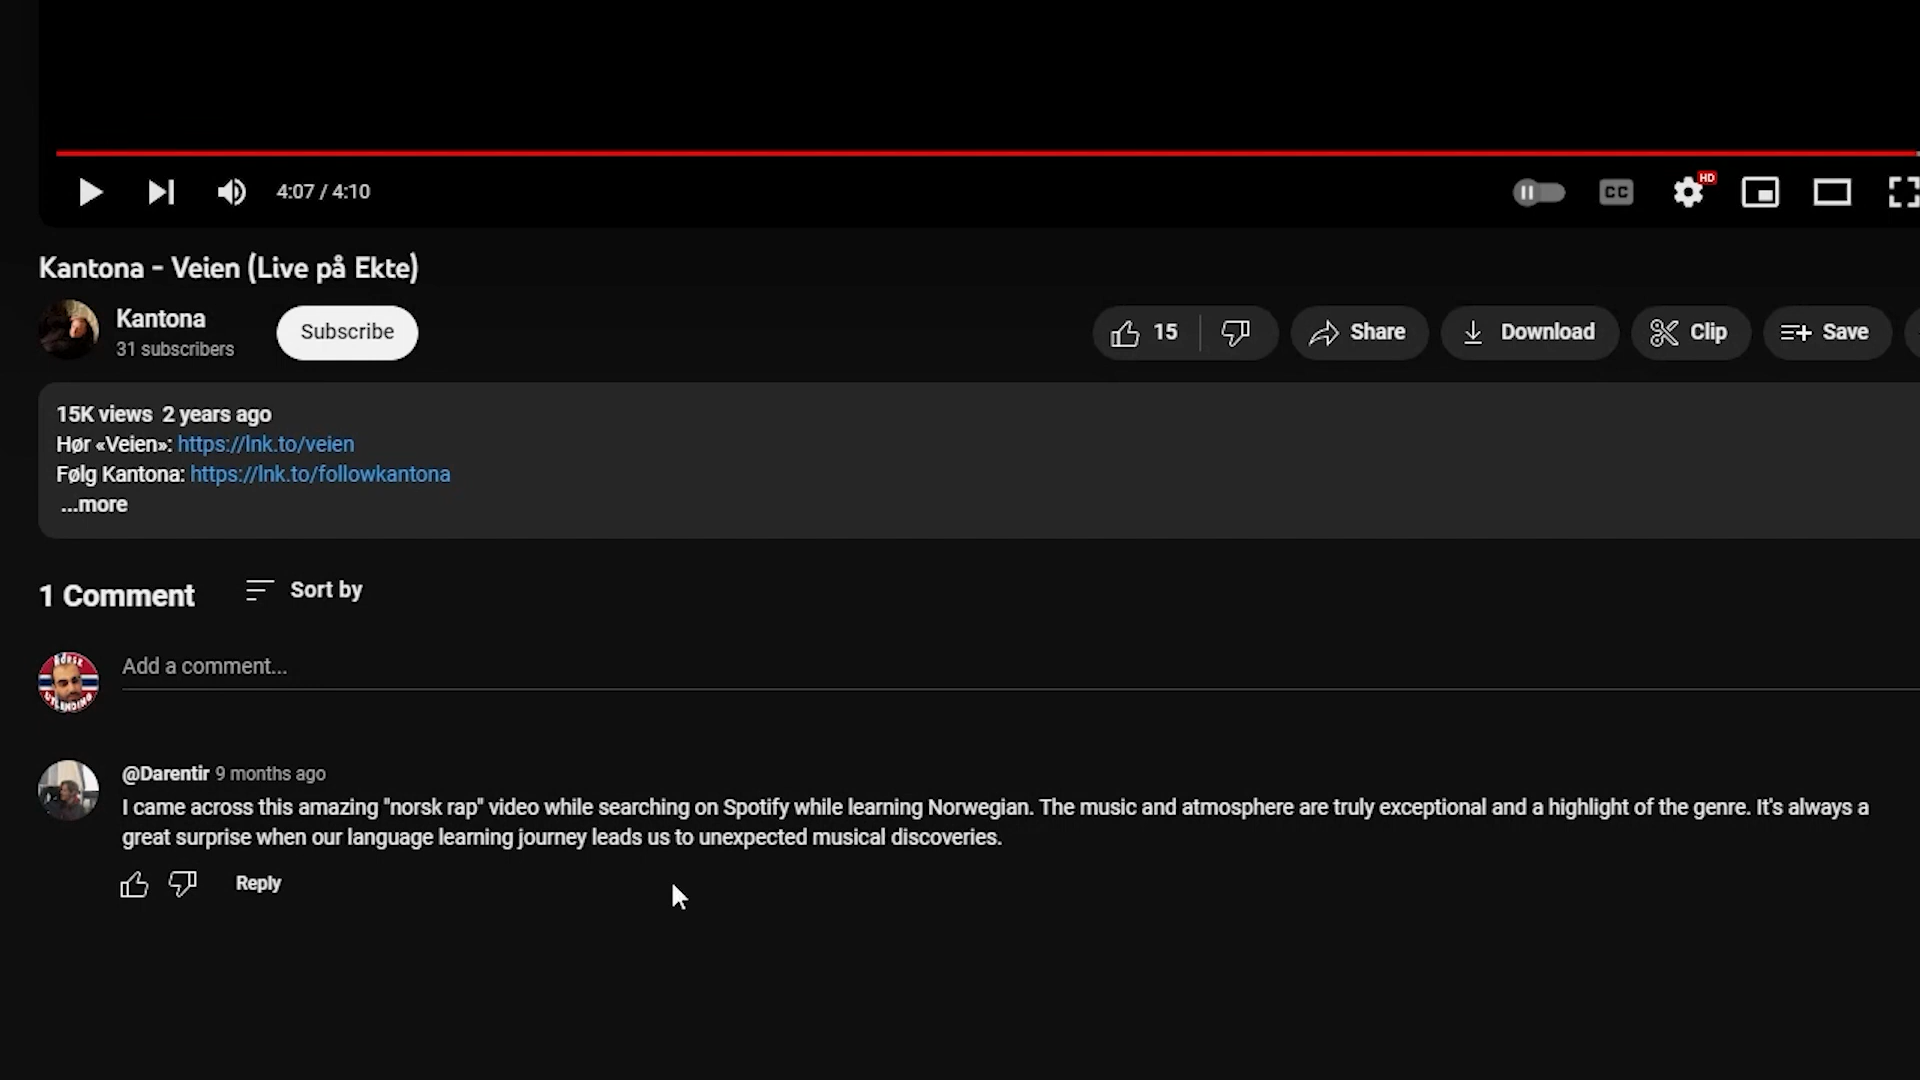 4:07 / 4:10
CC
HD
Kantona - Veien (Live på Ekte)
Kantona
31 subscribers
Subscribe
15
Share
Download
Clip
Save
15K views 2 years ago
Hør «Veien»: https://lnk.to/veien
Følg Kantona: https://lnk.to/followkantona
...more
1 Comment
Sort by
NORSK
UTLENDING
Add a comment...
@Darentir 9 months ago
I came across this amazing "norsk rap" video while searching on Spotify while learning Norwegian. The music and atmosphere are truly exceptional and a highlight of the genre. It's always a
great surprise when our language learning journey leads us to unexpected musical discoveries.
Reply